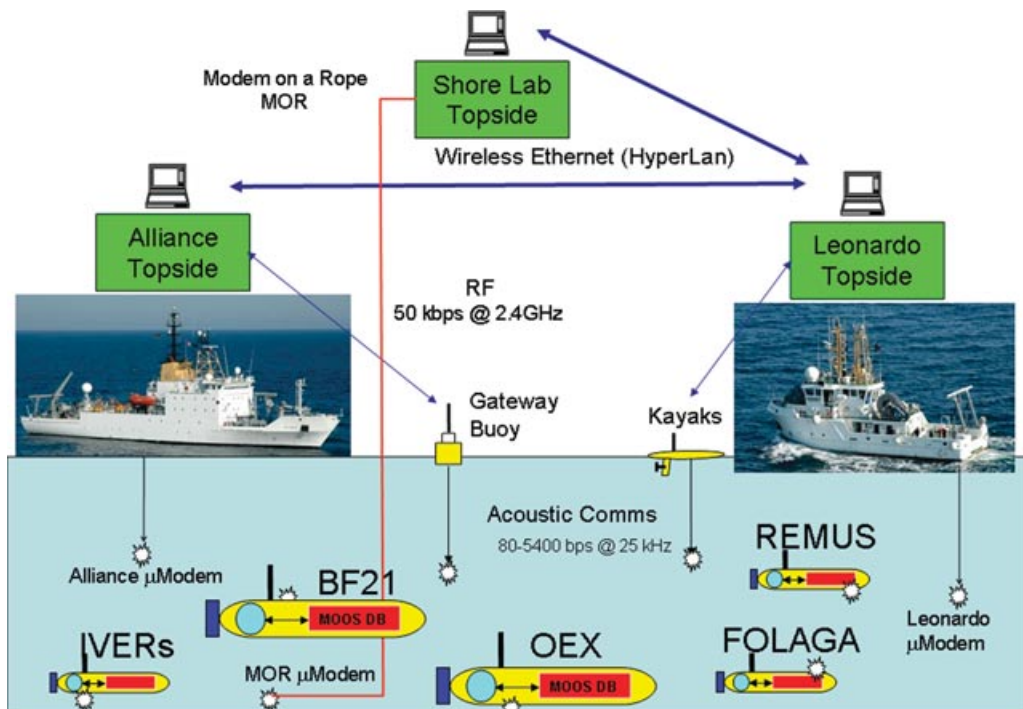 Modem on a Rope
MOR
Shore Lab
Topside
Wireless Ethernet (HyperLan)
Alliance
Topside
Leonardo
Topside
RF
50 kbps @ 2.4GHz
Gateway
Buoy
Kayaks
Acoustic Comms
80-5400 bps @ 25 kHz
REMUS
Alliance μModem
BF21
MOOS DB
Leonardo
μModem
IVERs
MOR μModem
OEX
MOOS DB
FOLAGA